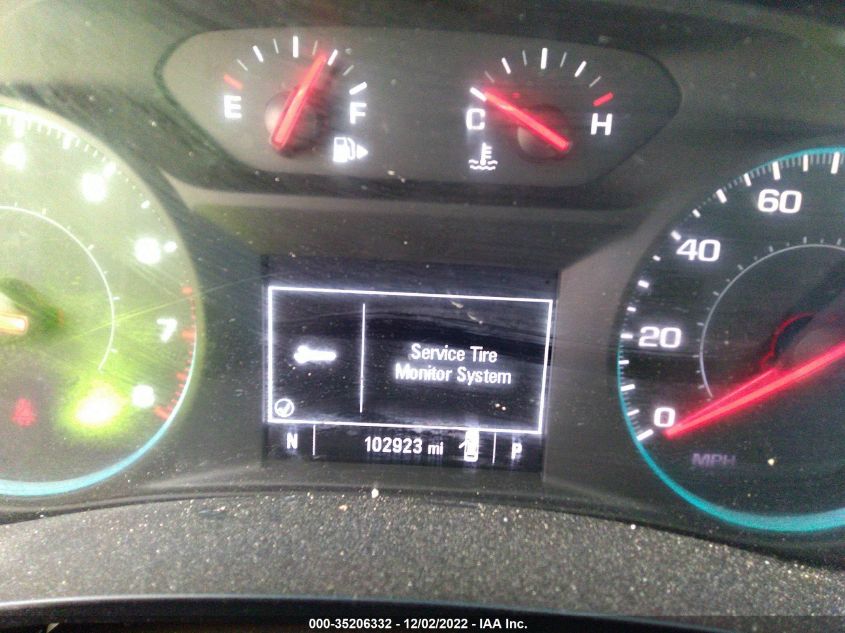 E F C H
60
40
20
0
MPH
7
8
Service Tire
Monitor System
N 102923 mi P
000-35206332 - 12/02/2022 - IAA Inc.